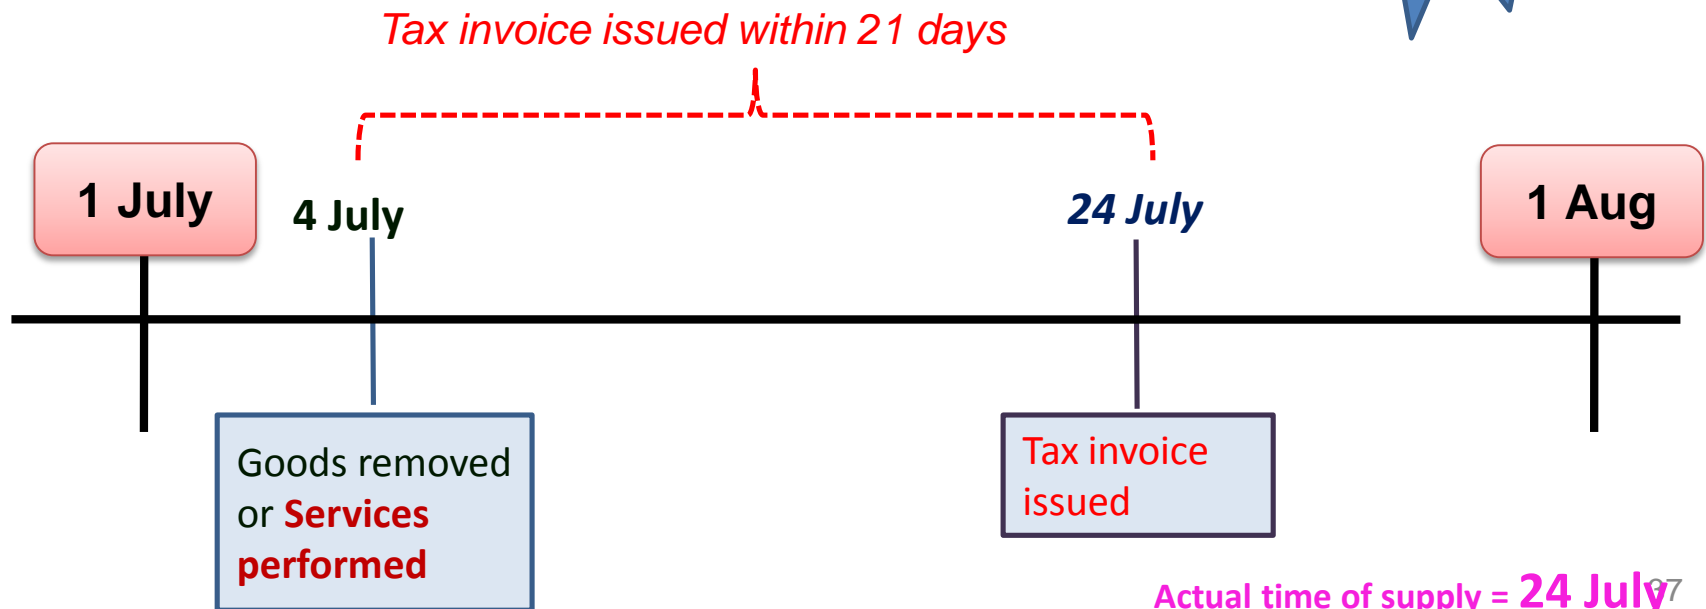 Tax invoice issued within 21 days
1 July
4 July
24 July
1 Aug
Goods removed
or Services
performed
Tax invoice
issued
Actual time of supply = 24 July